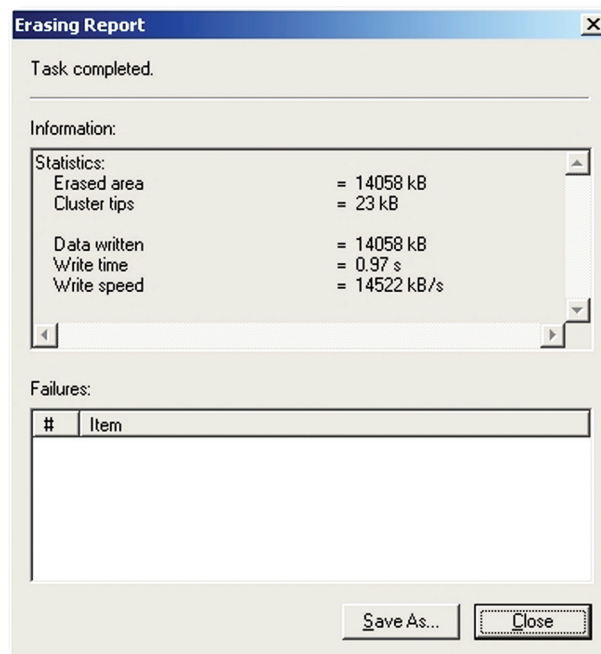 Erasing Report
Task completed.
Information:
Statistics:
Erased area = 14058 kB
Cluster tips = 23 kB
Data written = 14058 kB
Write time = 0.97 s
Write speed = 14522 kB/s
Failures:
# Item
Save As... Close